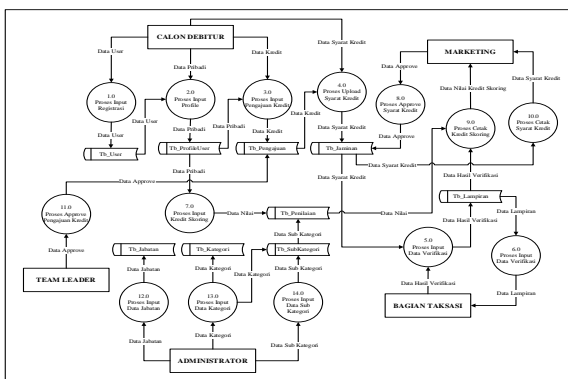 CALON DEBITUR
MARKETING
Data User
Data Pribadi
Data Kredit
Data Syarat Kredit
Data Approve
Data Nilai Kredit Skoring
Data Syarat Kredit
1.0
Proses Input
Registrasi
2.0
Proses Input
Profile
3.0
Proses Input
Pengajuan Kredit
4.0
Proses Upload
Syarat Kredit
8.0
Proses Approve
Syarat Kredit
9.0
Proses Cetak
Kredit Skoring
10.0
Proses Cetak
Syarat Kredit
Data User
Data User
Data Pribadi
Data Pribadi
Data Kredit
Data Kredit
Data Syarat Kredit
Data Approve
Tb_User
Tb_ProfileUser
Tb_Pengajuan
Tb_Jaminan
Data Syarat Kredit
Data Hasil Verifikasi
Data Approve
Data Pribadi
Data Syarat Kredit
Tb_Lampiran
11.0
Proses Approve
Pengajuan Kredit
7.0
Proses Input
Kredit Skoring
Data Nilai
Tb_Penilaian
Data Nilai
Data Hasil Verifikasi
Data Lampiran
Data Approve
Data Sub Kategori
TEAM LEADER
Tb_Jabatan
Tb_Kategori
Tb_SubKategori
5.0
Proses Input
Data Verifikasi
6.0
Proses Input
Data Verifikasi
Data Jabatan
Data Kategori
Data Kategori
Data Sub Kategori
Data Hasil Verifikasi
Data Lampiran
12.0
Proses Input
Data Jabatan
13.0
Proses Input
Data Kategori
14.0
Proses Input
Data Sub
Kategori
BAGIAN TAKSASI
Data Jabatan
Data Kategori
Data Sub Kategori
ADMINISTRATOR